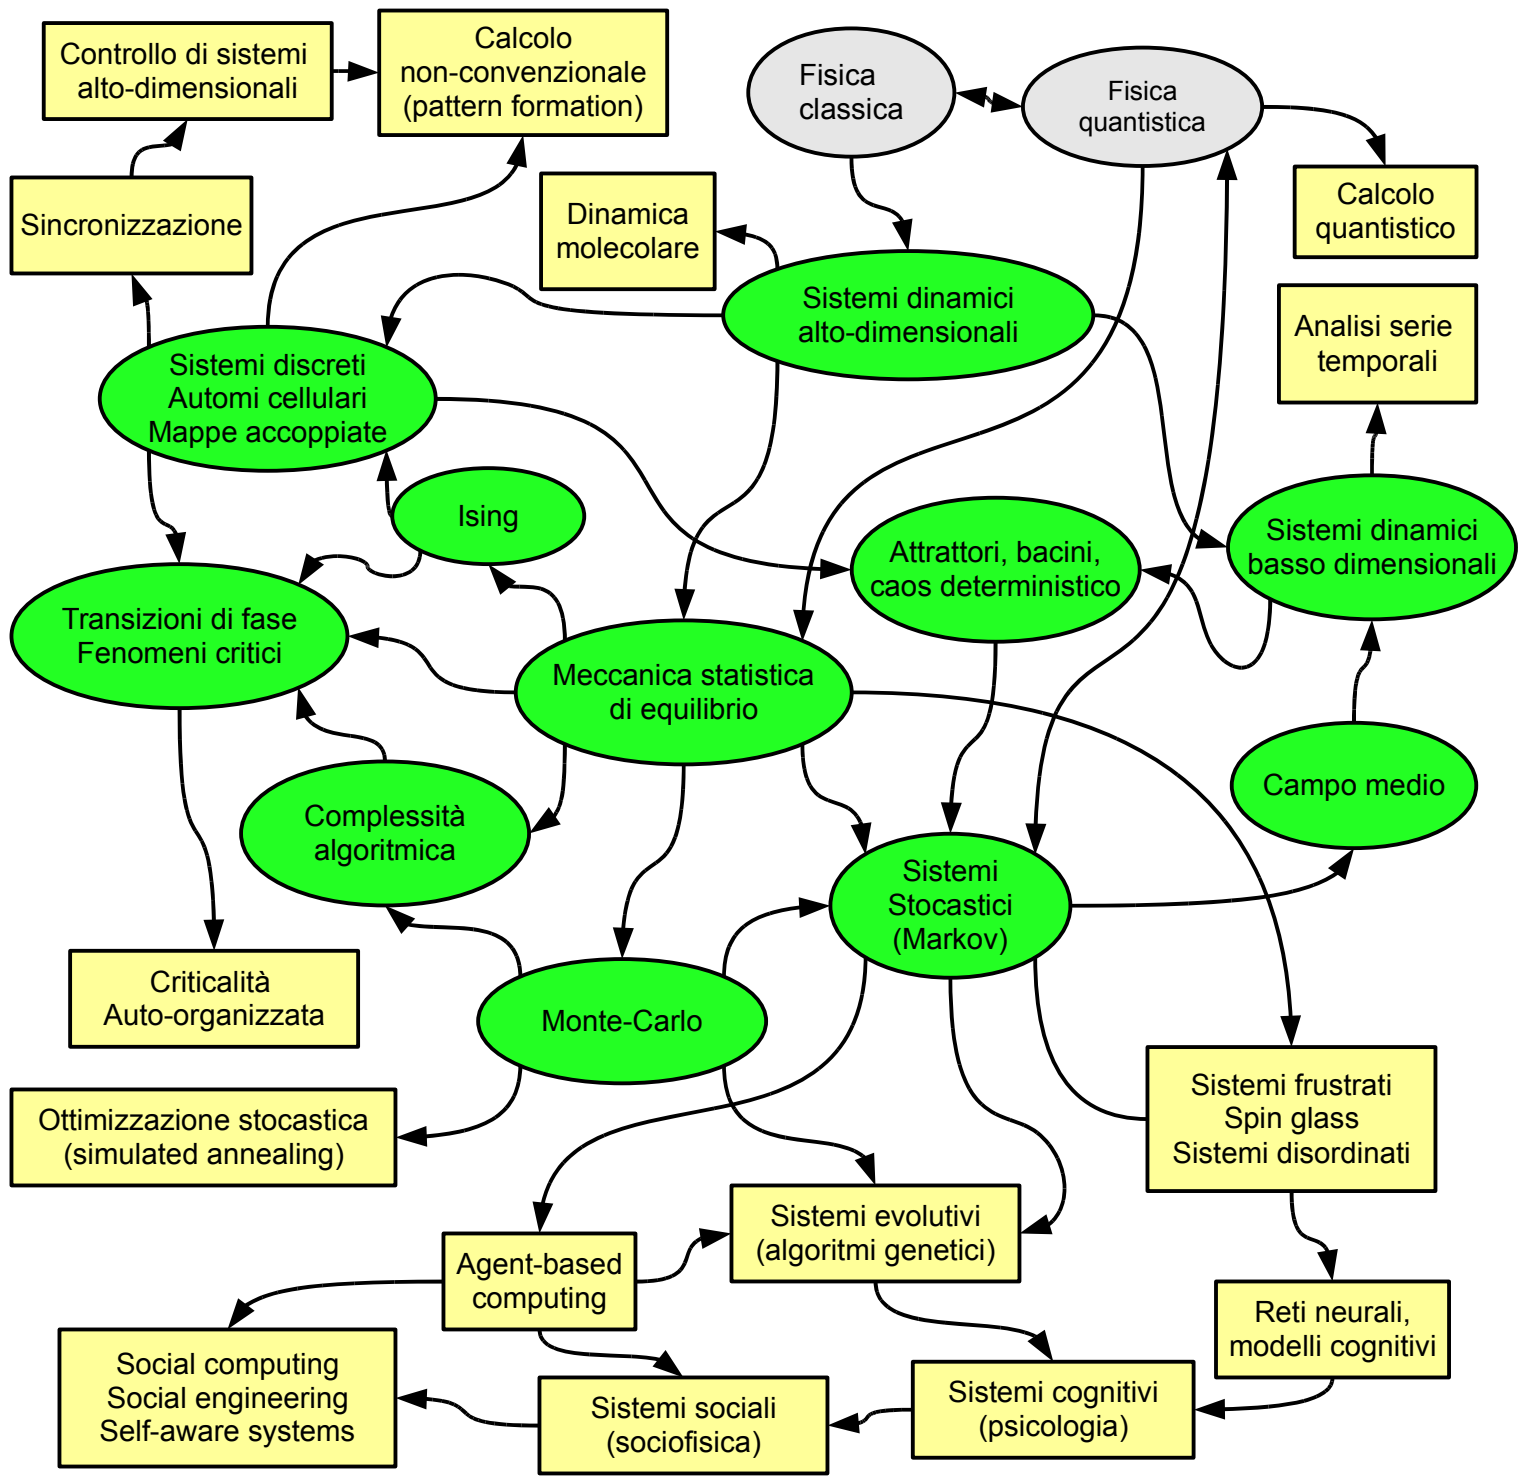 Controllo di sistemi
alto-dimensionali
Calcolo
non-convenzionale
(pattern formation)
Fisica
classica
Fisica
quantistica
Sincronizzazione
Dinamica
molecolare
Calcolo
quantistico
Sistemi dinamici
alto-dimensionali
Analisi serie
temporali
Sistemi discreti
Automi cellulari
Mappe accoppiate
Ising
Attrattori, bacini,
caos deterministico
Sistemi dinamici
basso dimensionali
Transizioni di fase
Fenomeni critici
Meccanica statistica
di equilibrio
Campo medio
Complessità
algoritmica
Sistemi
Stocastici
(Markov)
Criticalità
Auto-organizzata
Monte-Carlo
Sistemi frustrati
Spin glass
Sistemi disordinati
Ottimizzazione stocastica
(simulated annealing)
Sistemi evolutivi
(algoritmi genetici)
Agent-based
computing
Reti neurali,
modelli cognitivi
Social computing
Social engineering
Self-aware systems
Sistemi sociali
(sociofisica)
Sistemi cognitivi
(psicologia)